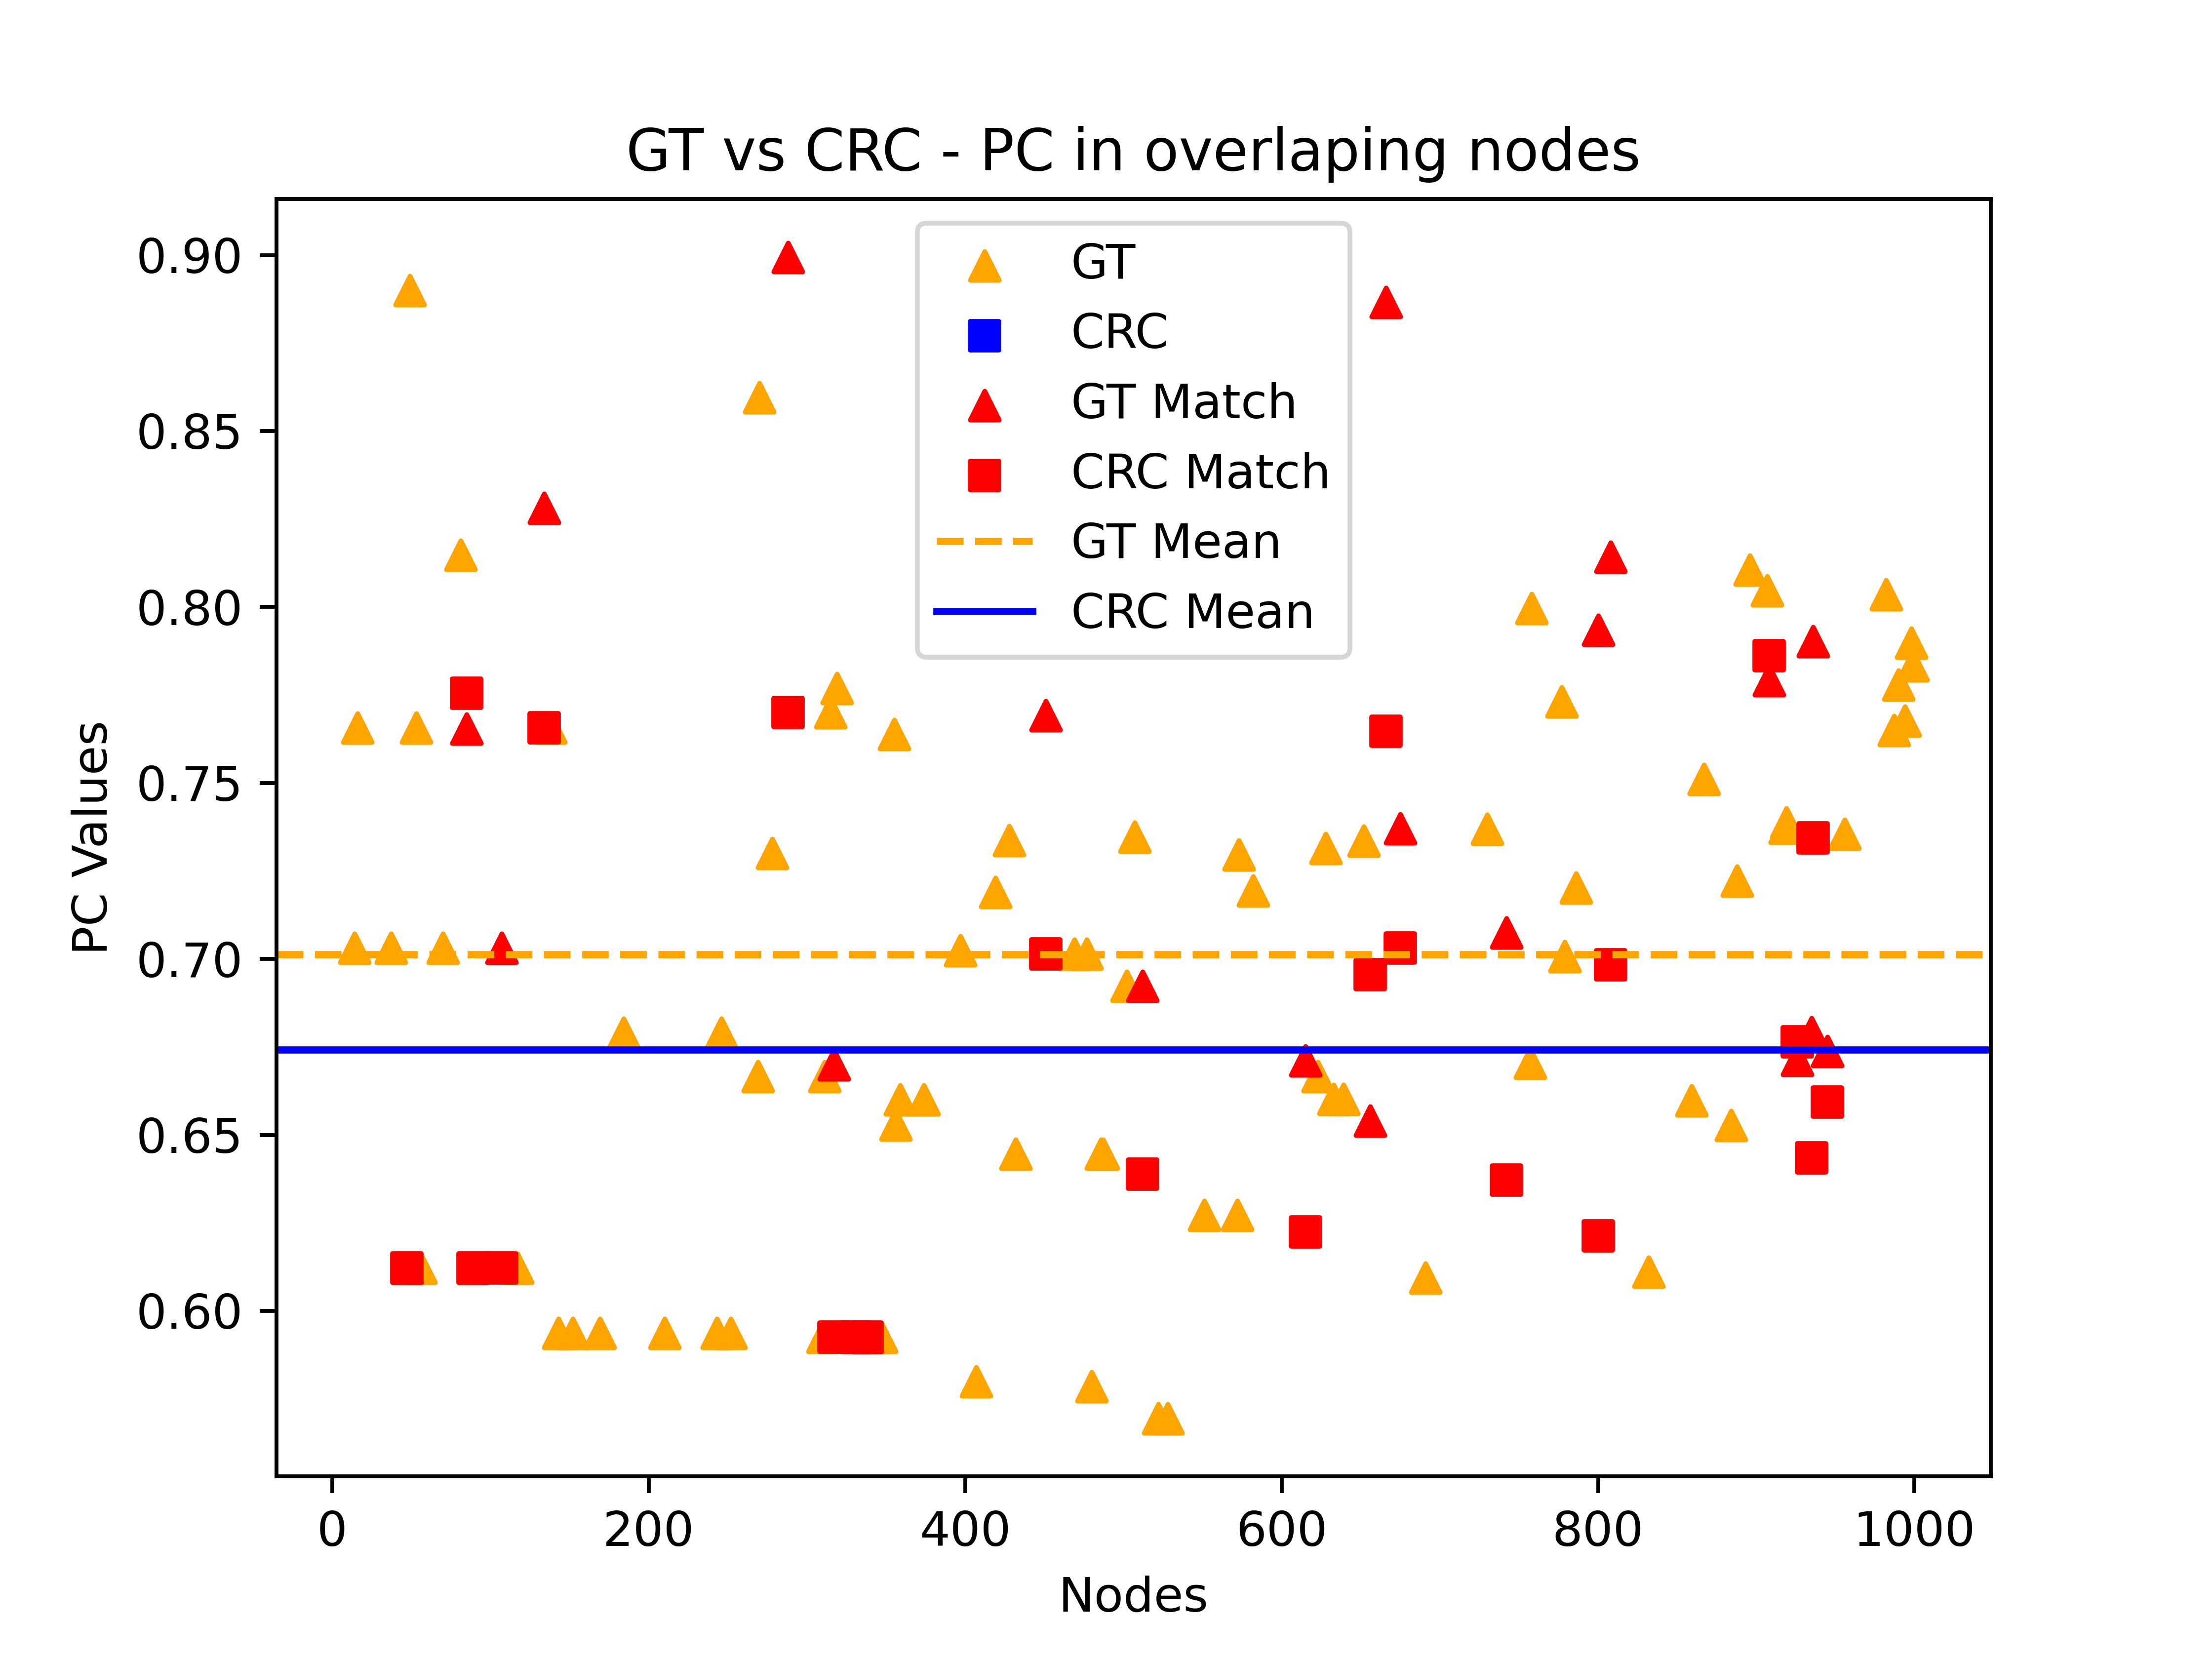 GT vs CRC - PC in overlaping nodes
GT
CRC
GT Match
CRC Match
GT Mean
CRC Mean
PC Values
0.90
0.85
0.80
0.75
0.70
0.65
0.60
0
200
400
600
800
1000
Nodes